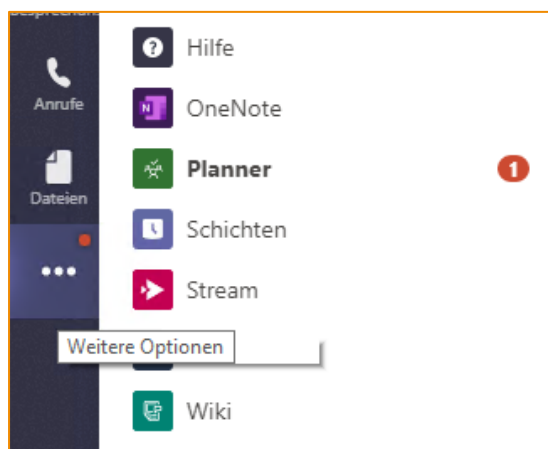 Anrufe
Dateien
Hilfe
OneNote
Planner
1
Schichten
Stream
Weitere Optionen
Wiki